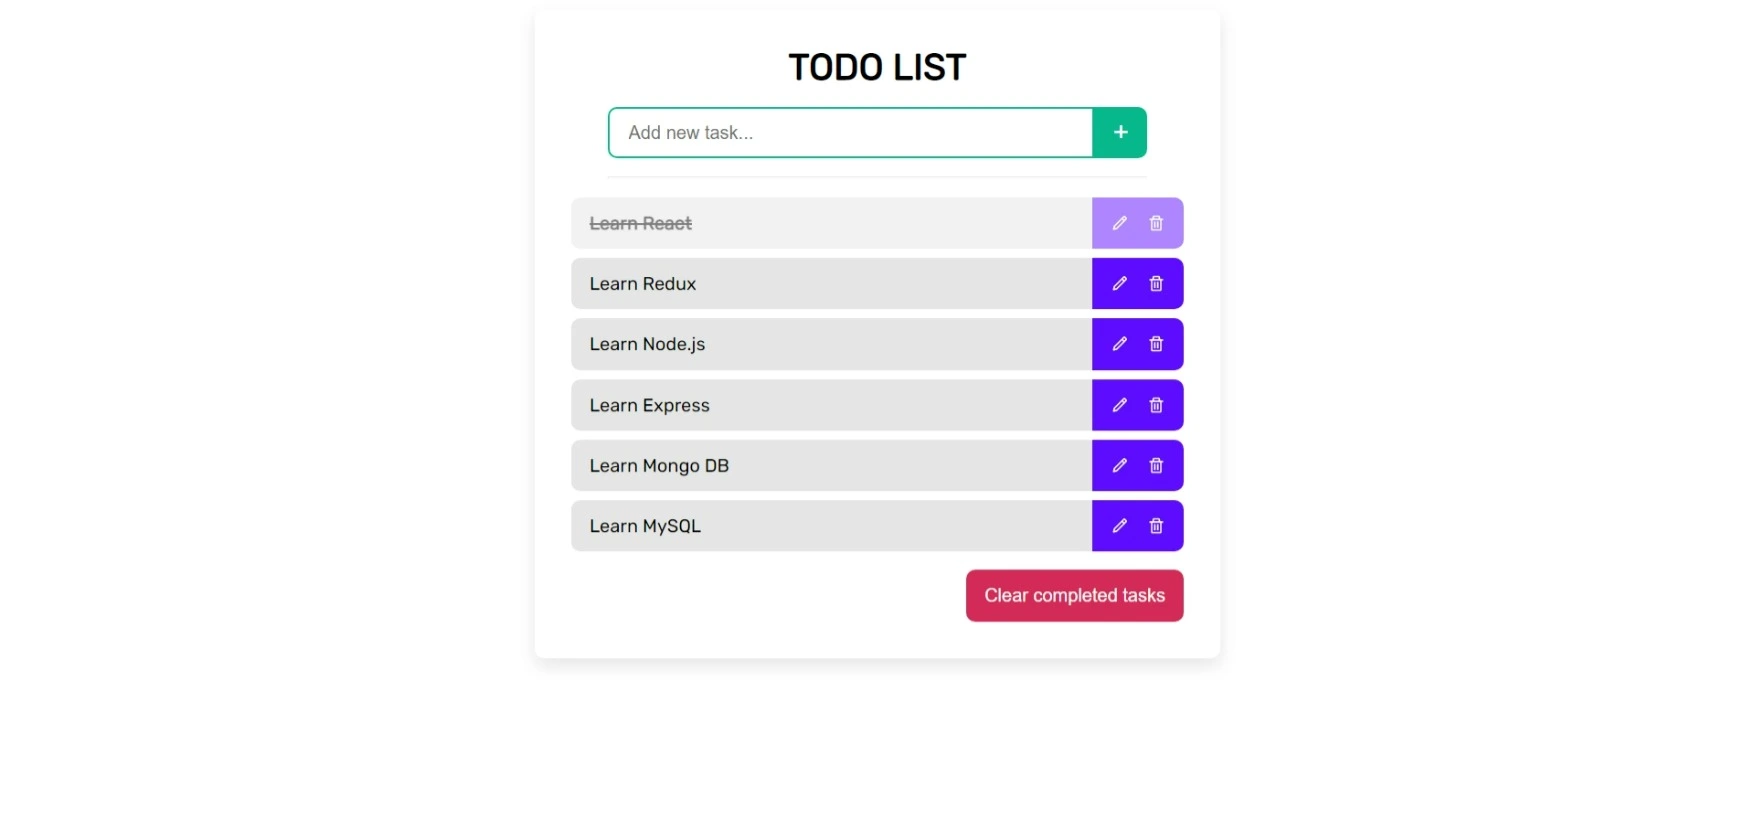 TODO LIST
Add new task...
+
Learn React
Learn Redux
Learn Node.js
Learn Express
Learn Mongo DB
Learn MySQL
Clear completed tasks